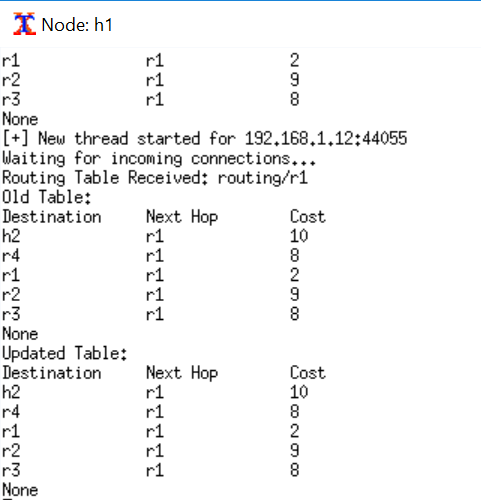 Node: h1
r1 r1 2
r2 r1 9
r3 r1 8
None
[+] New thread started for 192.168.1.12:44055
Waiting for incoming connections...
Routing Table Received: routing/r1
Old Table:
Destination Next Hop Cost
h2 r1 10
r4 r1 8
r1 r1 2
r2 r1 9
r3 r1 8
None
Updated Table:
Destination Next Hop Cost
h2 r1 10
r4 r1 8
r1 r1 2
r2 r1 9
r3 r1 8
None